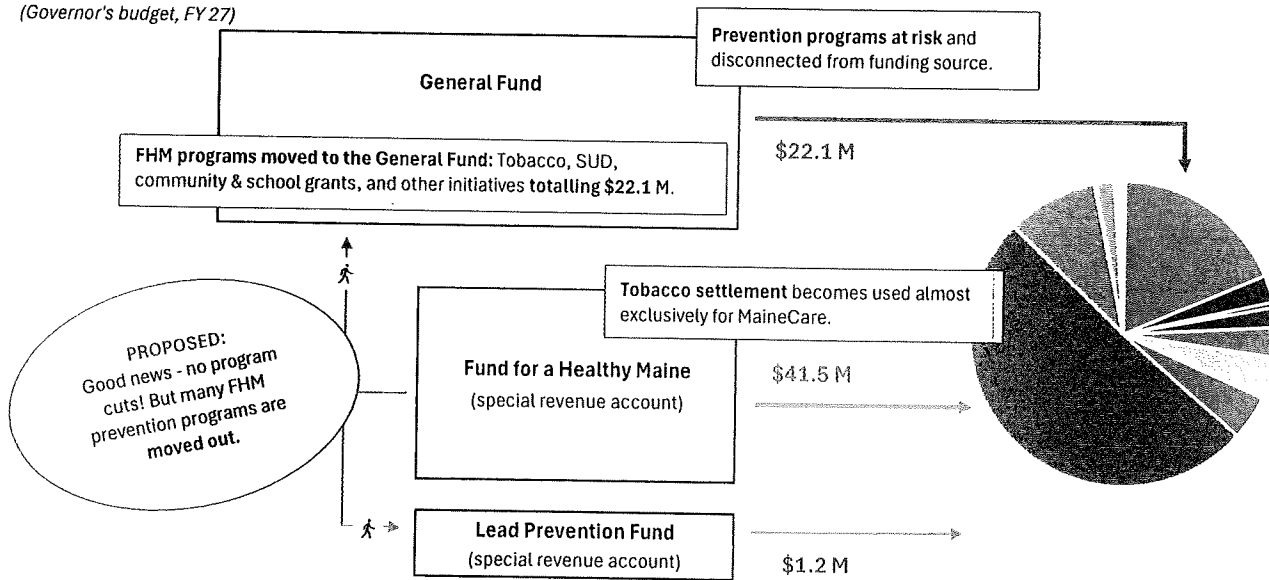 (Governor's budget, FY 27)
Prevention programs at risk and
disconnected from funding source.
General Fund
FHM programs moved to the General Fund: Tobacco, SUD,
community & school grants, and other initiatives totalling $22.1 M.
$22.1 M
Tobacco settlement becomes used almost
exclusively for MaineCare.
PROPOSED:
Good news - no program
cuts! But many FHM
prevention programs are
moved out.
Fund for a Healthy Maine
(special revenue account)
$41.5 M
Lead Prevention Fund
(special revenue account)
$1.2 M